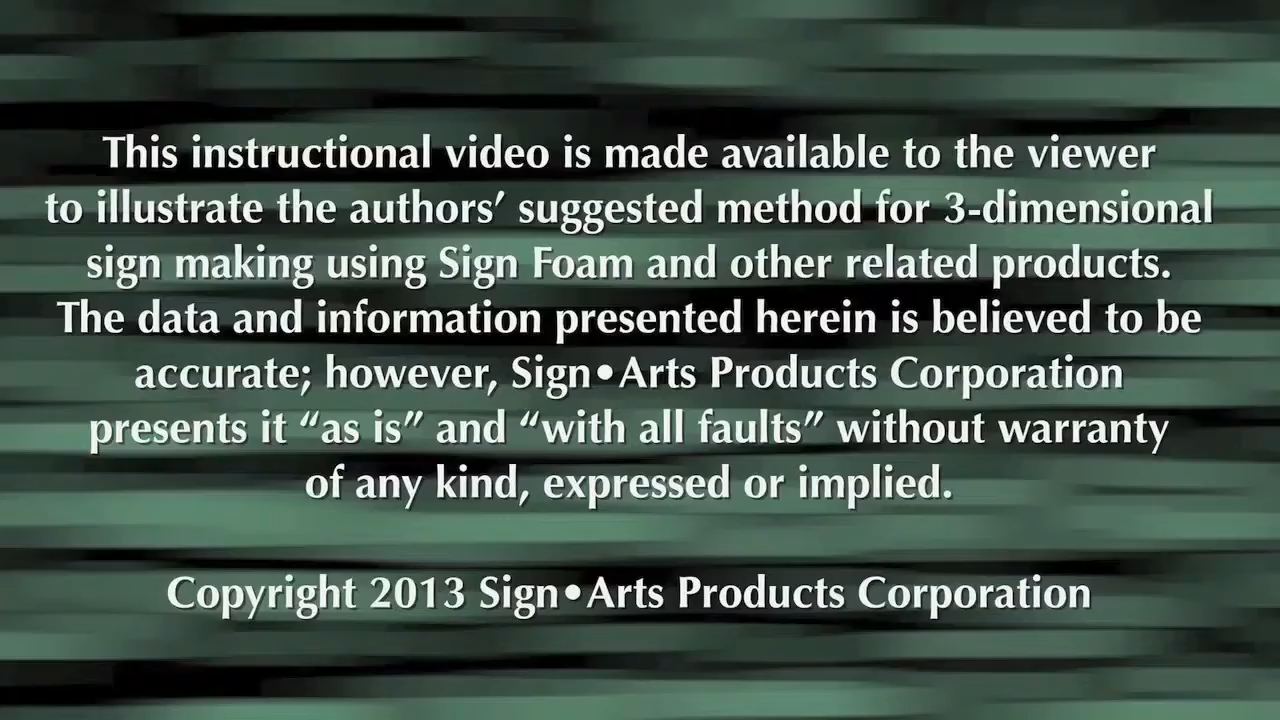 This instructional video is made available to the viewer
to illustrate the authors’ suggested method for 3-dimensional
sign making using Sign Foam and other related products.
The data and information presented herein is believed to be
accurate; however, Sign•Arts Products Corporation
presents it “as is” and “with all faults” without warranty
of any kind, expressed or implied.
Copyright 2013 Sign•Arts Products Corporation